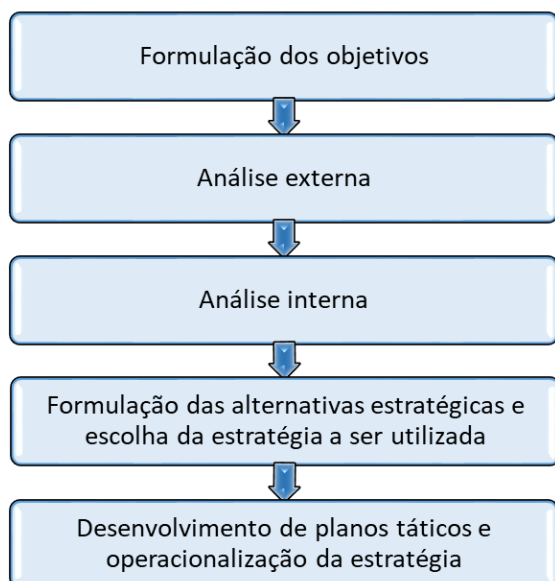 Formulação dos objetivos
Análise externa
Análise interna
Formulação das alternativas estratégicas e
escolha da estratégia a ser utilizada
Desenvolvimento de planos táticos e
operacionalização da estratégia